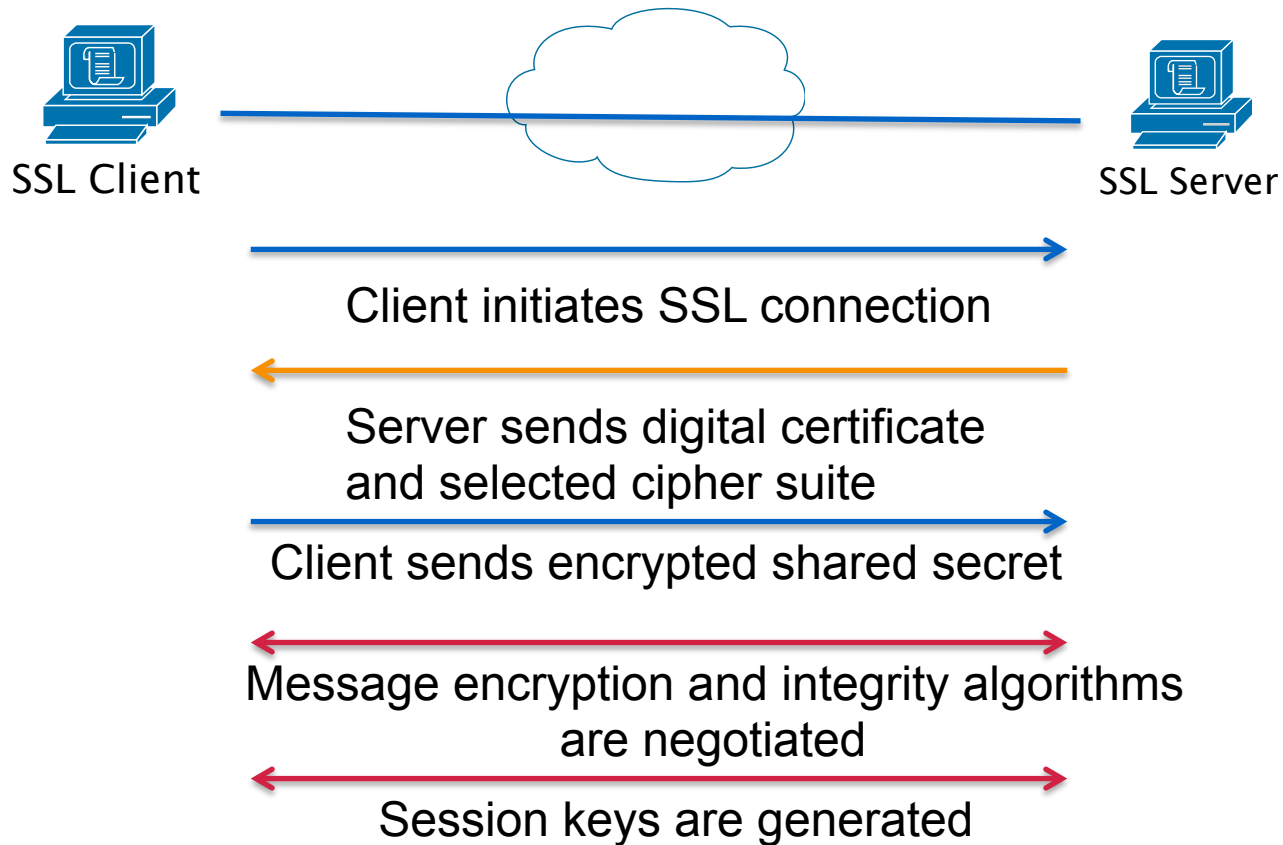 SSL Client
SSL Server
Client initiates SSL connection
Server sends digital certificate
and selected cipher suite
Client sends encrypted shared secret
Message encryption and integrity algorithms
are negotiated
Session keys are generated